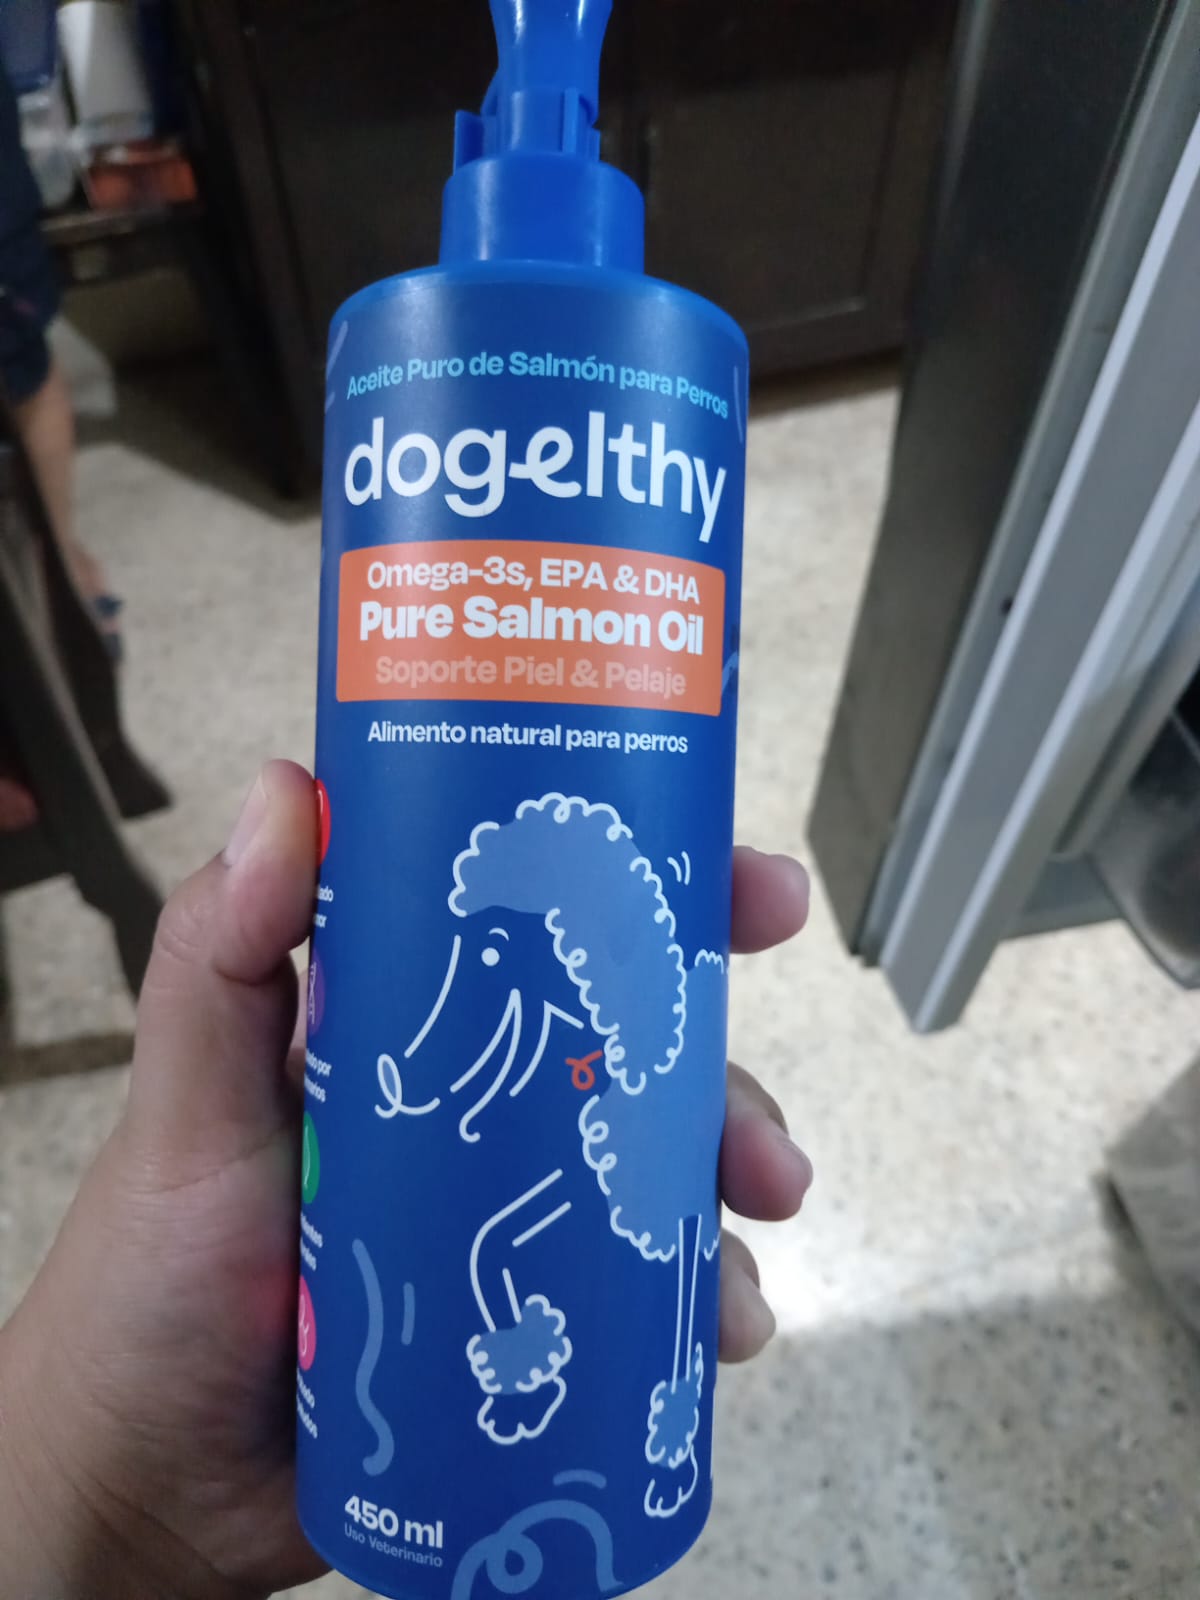 Aceite Puro de Salmón para Perros
dogelthy
Omega-3s, EPA & DHA
Pure Salmon Oil
Soporte Piel & Pelaje
Alimento natural para perros
450 ml
Uso Veterinario